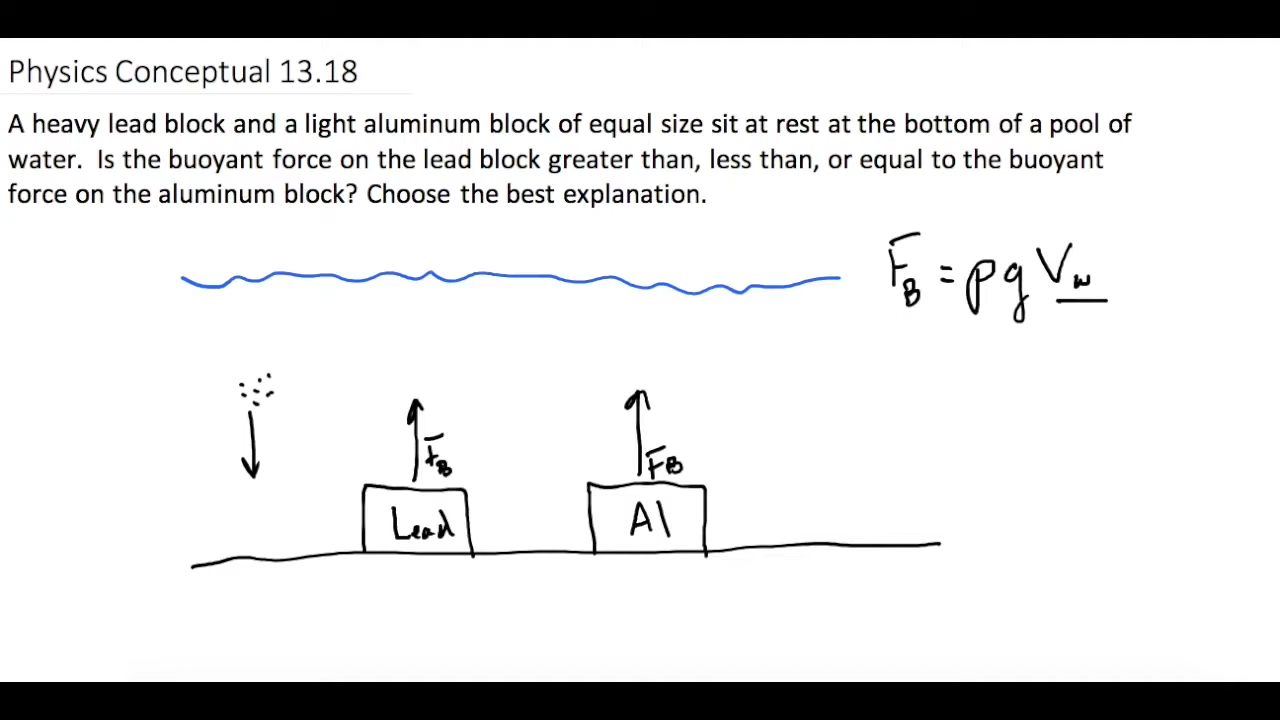 Physics Conceptual 13.18
A heavy lead block and a light aluminum block of equal size sit at rest at the bottom of a pool of
water.  Is the buoyant force on the lead block greater than, less than, or equal to the buoyant
force on the aluminum block? Choose the best explanation.
F_B = ρg V_w
F_B
F_B
Lead
Al